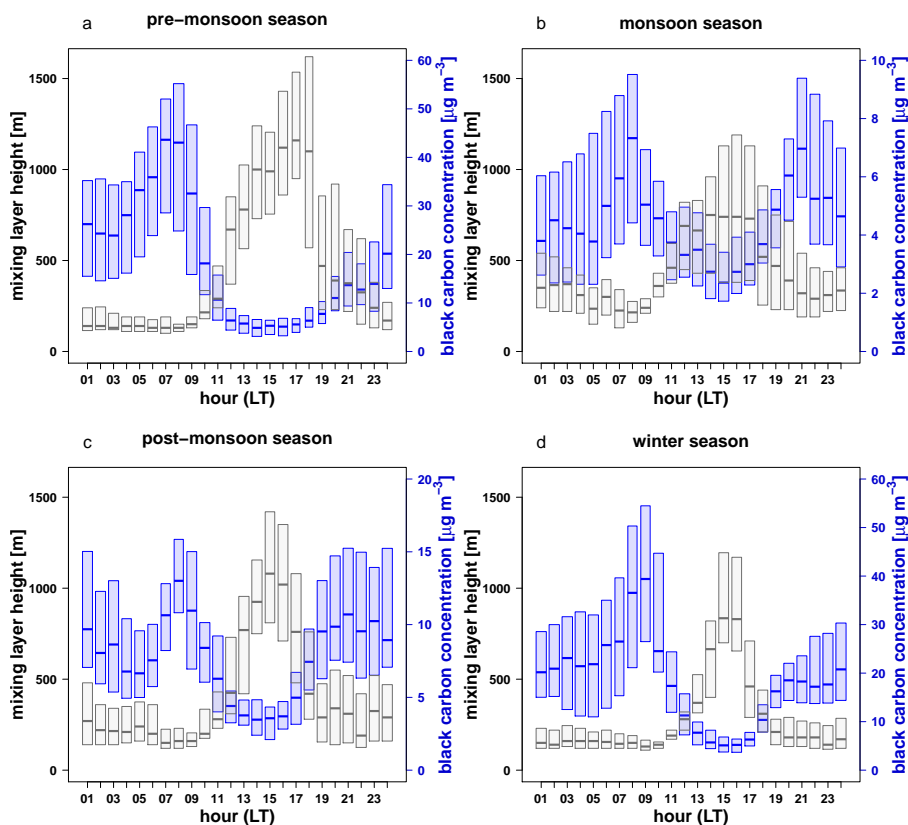 a pre−monsoon season
mixing layer height [m]
0 500 1000 1500
01 03 05 07 09 11 13 15 17 19 21 23
hour (LT)
0 10 20 30 40 50 60
black carbon concentration [µg m−3]
b monsoon season
mixing layer height [m]
0 500 1000 1500
01 03 05 07 09 11 13 15 17 19 21 23
hour (LT)
0 2 4 6 8 10
black carbon concentration [µg m−3]
c post−monsoon season
mixing layer height [m]
0 500 1000 1500
01 03 05 07 09 11 13 15 17 19 21 23
hour (LT)
0 5 10 15 20
black carbon concentration [µg m−3]
d winter season
mixing layer height [m]
0 500 1000 1500
01 03 05 07 09 11 13 15 17 19 21 23
hour (LT)
0 10 20 30 40 50 60
black carbon concentration [µg m−3]